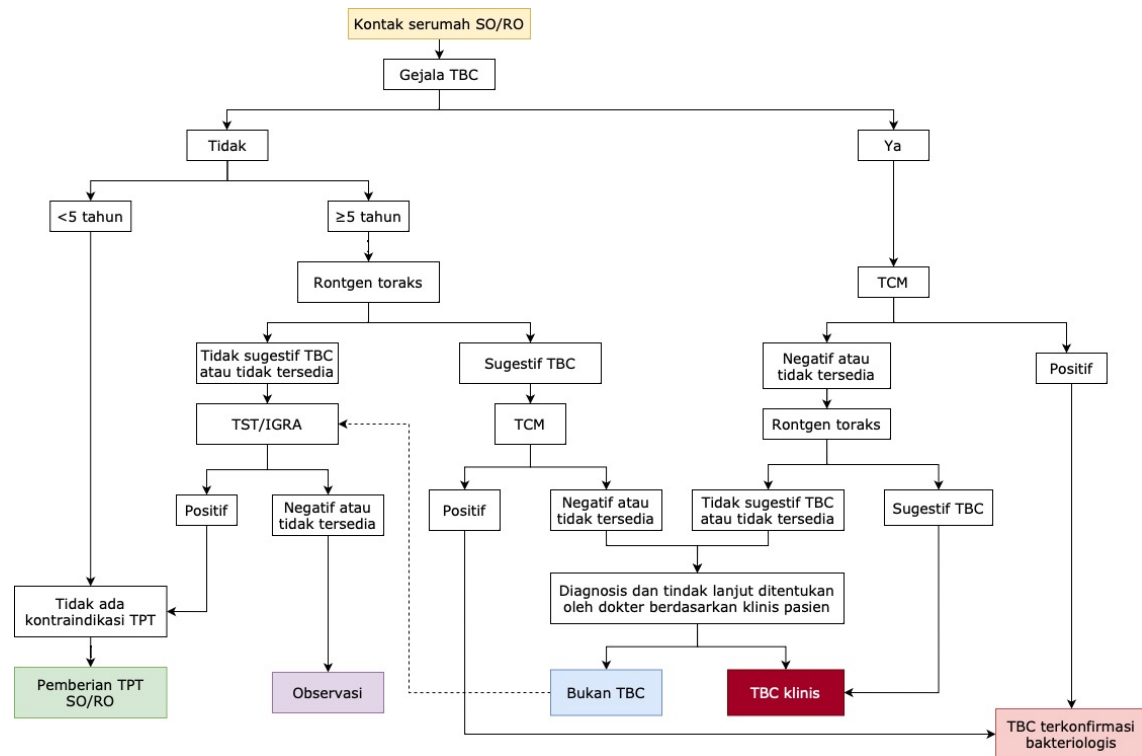 Kontak serumah SO/RO
Gejala TBC
Tidak
Ya
<5 tahun
≥5 tahun
Rontgen toraks
TCM
Tidak sugestif TBC
atau tidak tersedia
Sugestif TBC
Negatif atau
tidak tersedia
Positif
TST/IGRA
TCM
Rontgen toraks
Positif
Negatif atau
tidak tersedia
Positif
Negatif atau
tidak tersedia
Tidak sugestif TBC
atau tidak tersedia
Sugestif TBC
Tidak ada
kontraindikasi TPT
Diagnosis dan tindak lanjut ditentukan
oleh dokter berdasarkan klinis pasien
Pemberian TPT
SO/RO
Observasi
Bukan TBC
TBC klinis
TBC terkonfirmasi
bakteriologis